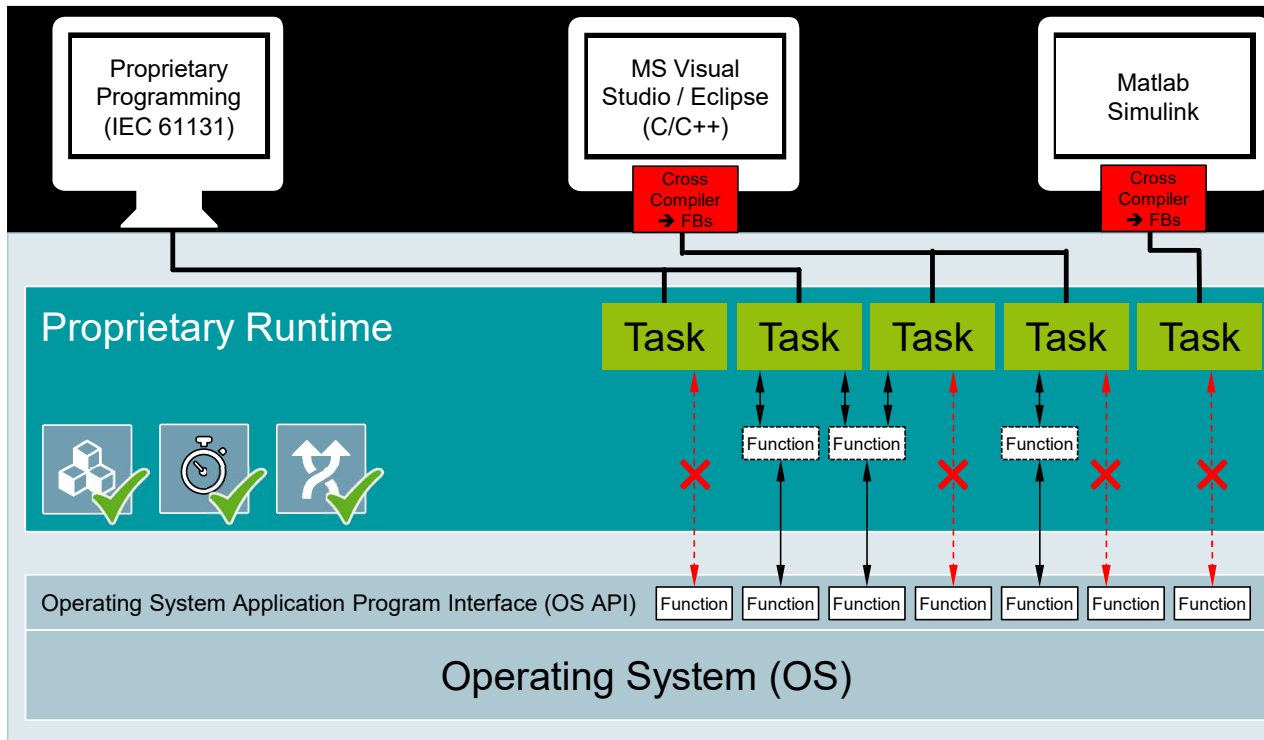 Proprietary
Programming
(IEC 61131)
MS Visual
Studio / Eclipse
(C/C++)
Matlab
Simulink
Cross
Compiler
➔ FBs
Cross
Compiler
➔ FBs
Proprietary Runtime
Task
Task
Task
Task
Task
Function
Function
Function
Operating System Application Program Interface (OS API)
Function
Function
Function
Function
Function
Function
Function
Operating System (OS)